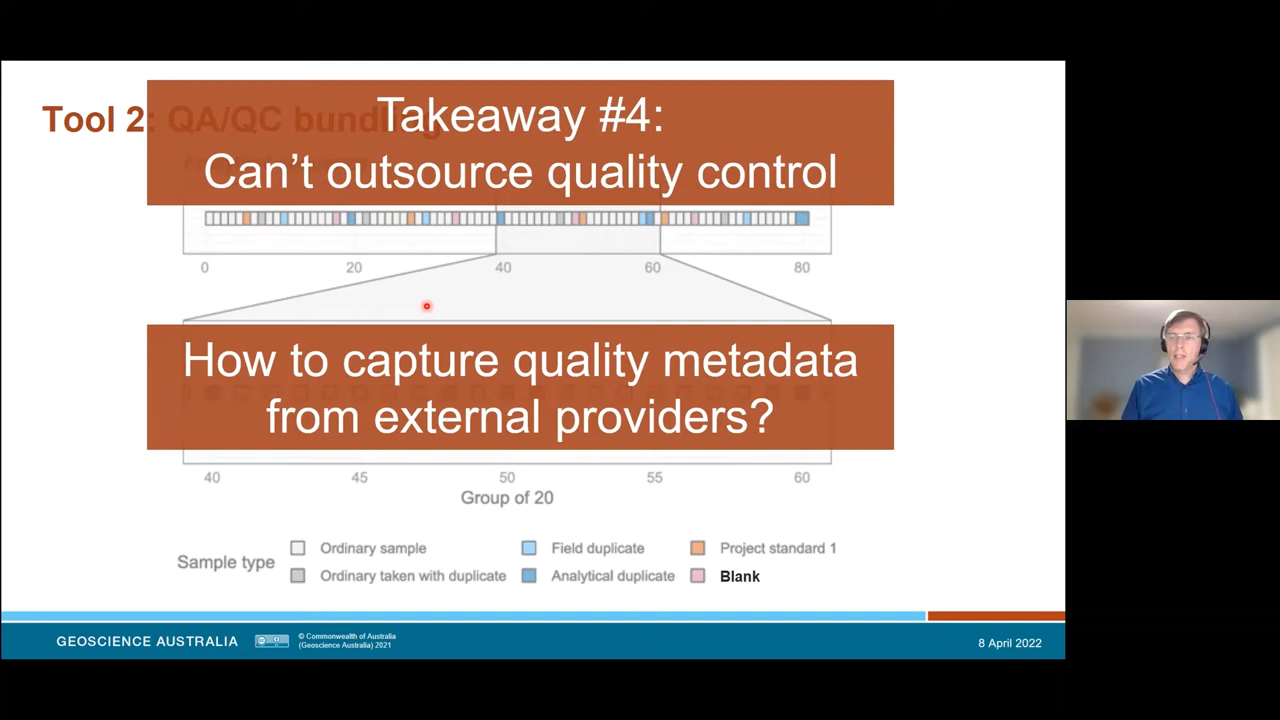 Tool 2: QA/QC bundling
Takeaway #4:
Can’t outsource quality control
0 20 40 60 80
How to capture quality metadata
from external providers?
40 45 50 55 60
Group of 20
Sample type
Ordinary sample Field duplicate Project standard 1
Ordinary taken with duplicate Analytical duplicate Blank
GEOSCIENCE AUSTRALIA
© Commonwealth of Australia
(Geoscience Australia) 2021
8 April 2022